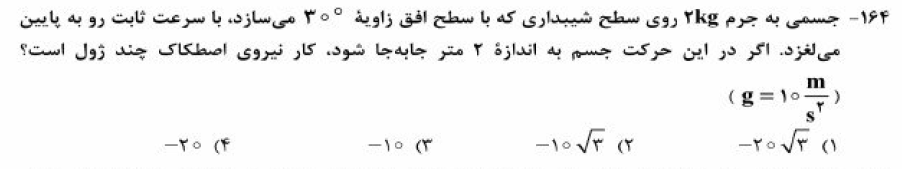 ۱۶۴- جسمی به جرم ۲kg روی سطح شیبداری که با سطح افق زاویهٔ ۳۰° می‌سازد، با سرعت ثابت رو به پایین
می‌لغزد. اگر در این حرکت جسم به اندازهٔ ۲ متر جابه‌جا شود، کار نیروی اصطکاک چند ژول است؟
(g = ۱۰ m/s^۲)
۱) -۲۰√۳ ۲) -۱۰√۳ ۳) -۱۰ ۴) -۲۰